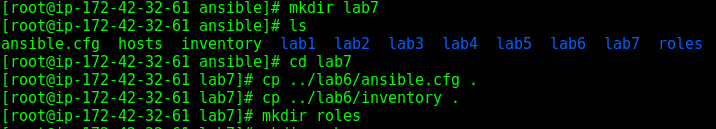 [root@ip-172-42-32-61 ansible]# mkdir lab7
[root@ip-172-42-32-61 ansible]# ls
ansible.cfg  hosts  inventory  lab1  lab2  lab3  lab4  lab5  lab6  lab7  roles
[root@ip-172-42-32-61 ansible]# cd lab7
[root@ip-172-42-32-61 lab7]# cp ../lab6/ansible.cfg .
[root@ip-172-42-32-61 lab7]# cp ../lab6/inventory .
[root@ip-172-42-32-61 lab7]# mkdir roles